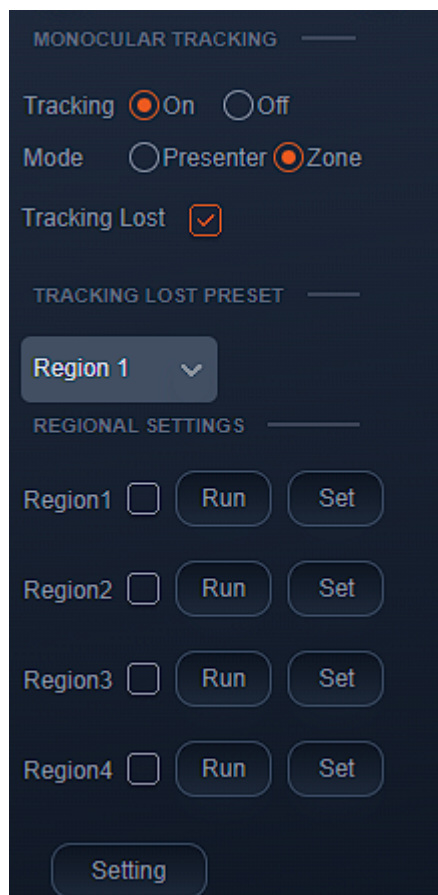 MONOCULAR TRACKING
Tracking On Off
Mode Presenter Zone
Tracking Lost
TRACKING LOST PRESET
Region 1
REGIONAL SETTINGS
Region1 Run Set
Region2 Run Set
Region3 Run Set
Region4 Run Set
Setting